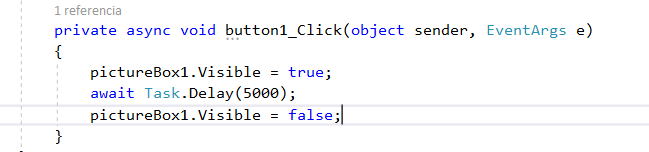 1 referencia
private async void button1_Click(object sender, EventArgs e)
{
pictureBox1.Visible = true;
await Task.Delay(5000);
pictureBox1.Visible = false;
}